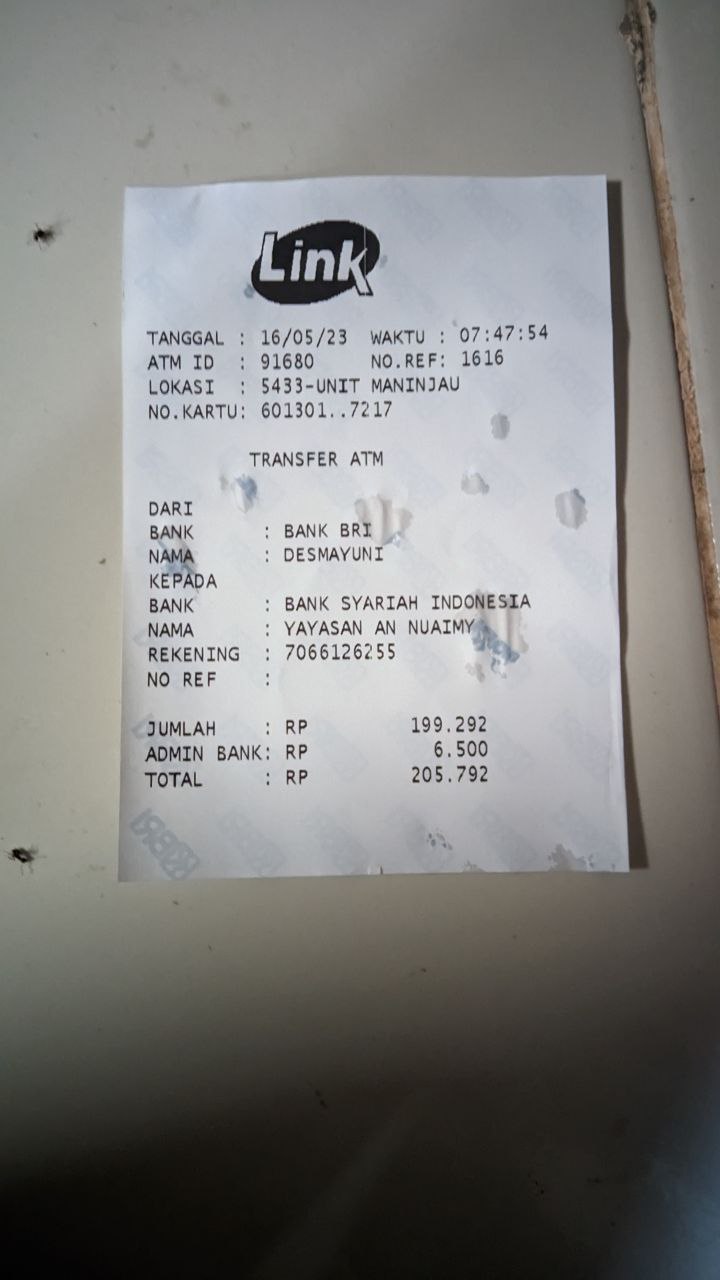 Link
TANGGAL : 16/05/23 WAKTU : 07:47:54
ATM ID : 91680 NO.REF: 1616
LOKASI : 5433-UNIT MANINJAU
NO.KARTU: 601301..7217
TRANSFER ATM
DARI
BANK : BANK BRI
NAMA : DESMAYUNI
KEPADA
BANK : BANK SYARIAH INDONESIA
NAMA : YAYASAN AN NUAIMY
REKENING : 7066126255
NO REF :
JUMLAH : RP 199.292
ADMIN BANK: RP 6.500
TOTAL : RP 205.792
BRI